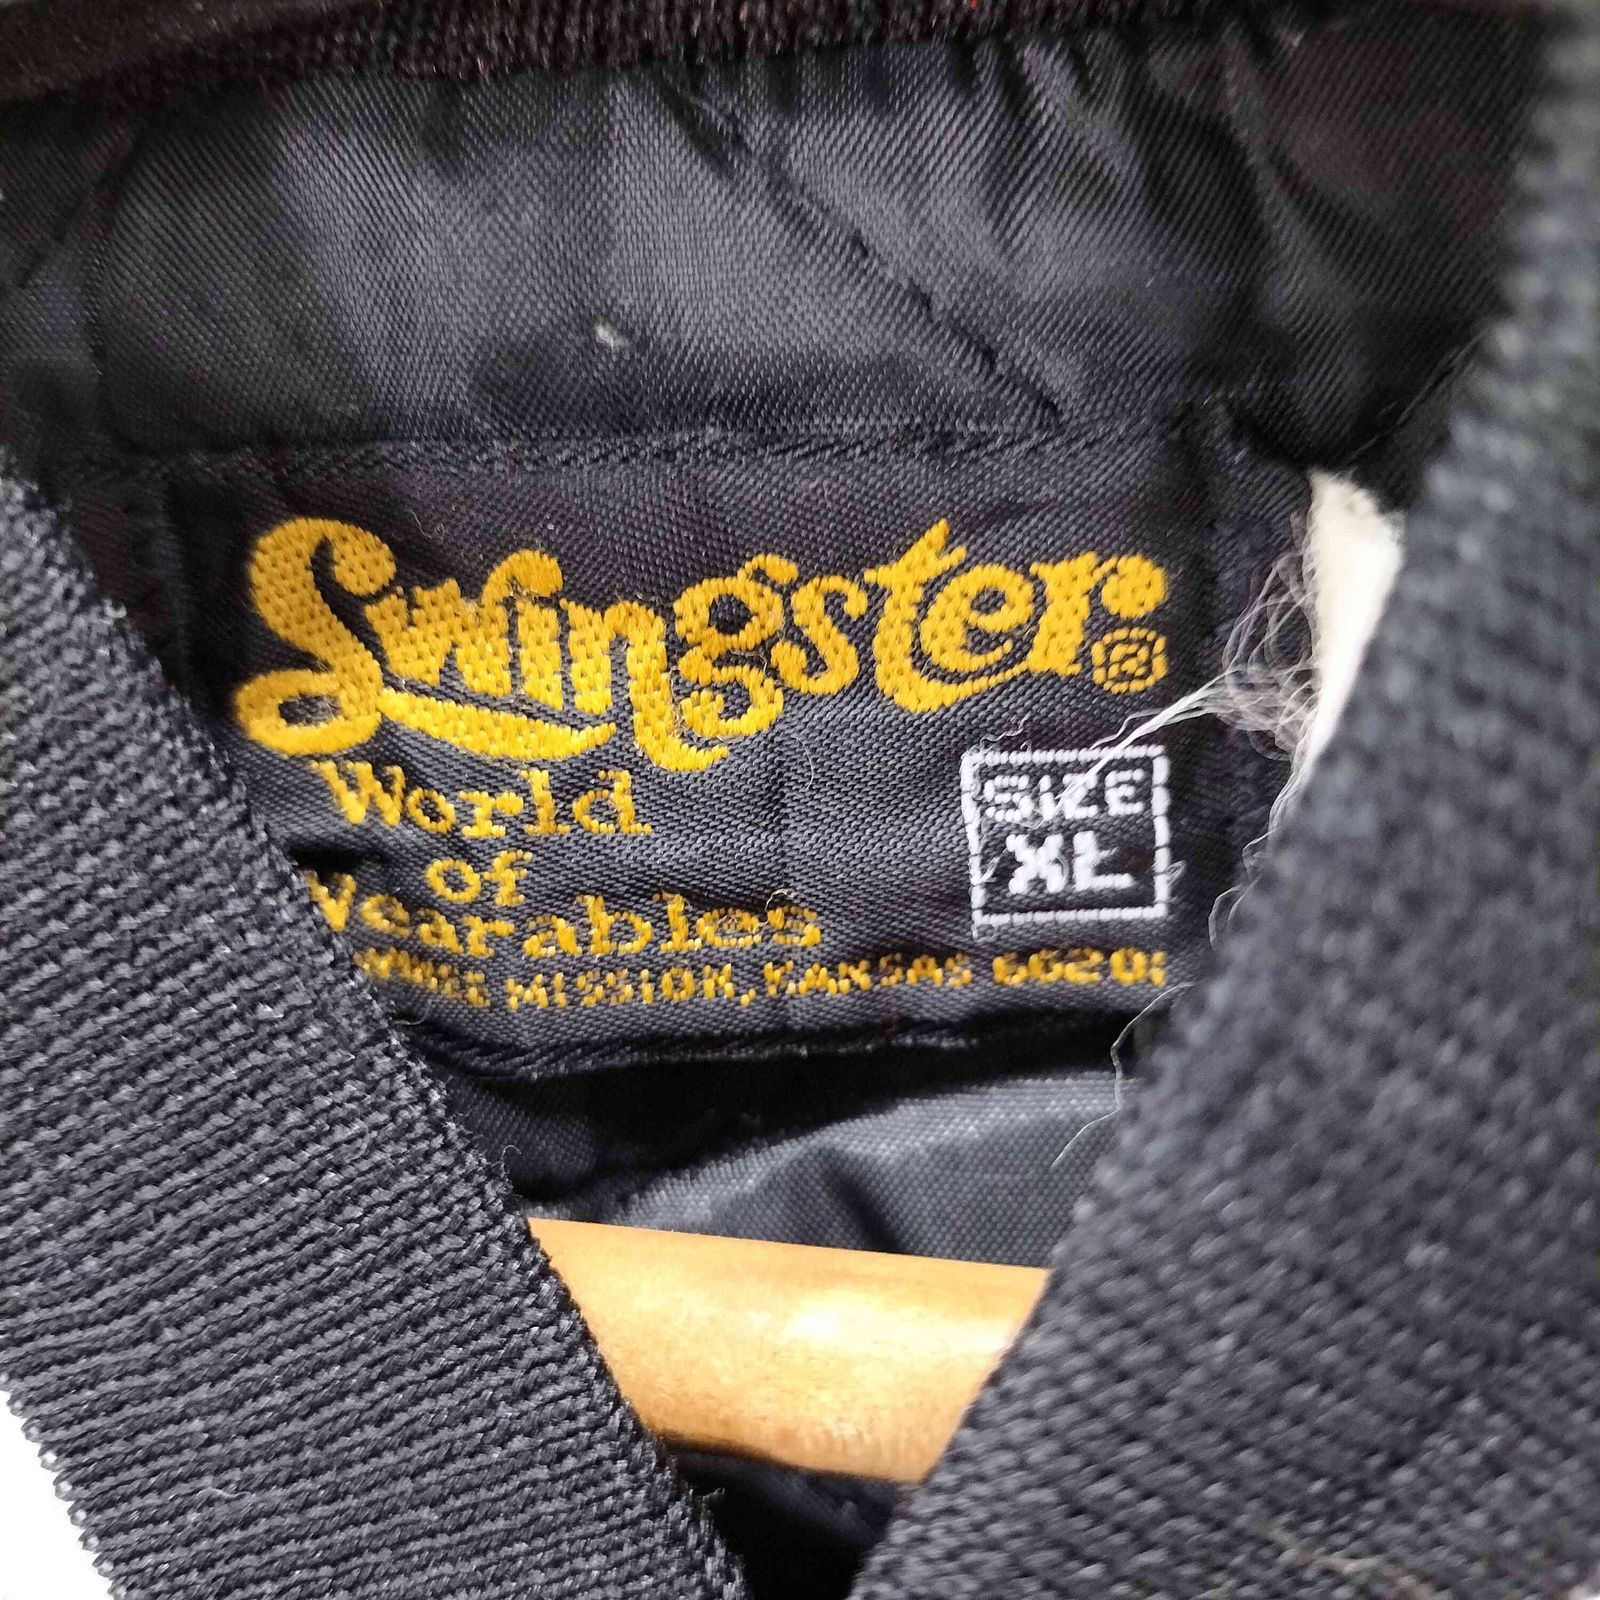 Swingster®
World
of
Wearables
SIZE
XL
MISSION, KANSAS